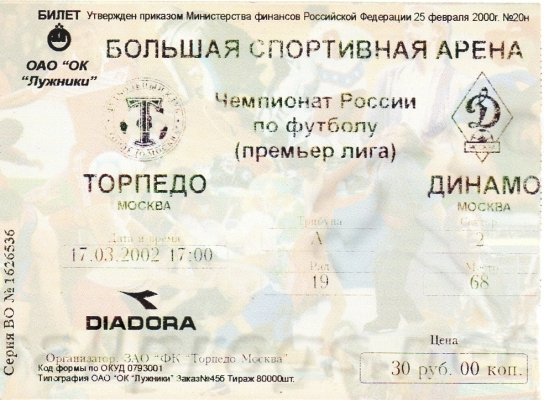 БИЛЕТ Утвержден приказом Министерства финансов Российской Федерации 25 февраля 2000г. №20н
ОАО "ОК "Лужники"
БОЛЬШАЯ СПОРТИВНАЯ АРЕНА
Чемпионат России
по футболу
(премьер лига)
Т
Д
ТОРПЕДО
МОСКВА
ДИНАМО
МОСКВА
Дата и время
17.03.2002 17:00
Трибуна
А
Сектор
2
Ряд
19
Место
68
Серия ВО № 1626536
DIADORA
Цена
30 руб. 00 коп.
Организатор: ЗАО "ФК "Торпедо Москва"
Код формы по ОКУД 0793001
Типография ОАО "ОК "Лужники" Заказ№455 Тираж 80000шт.